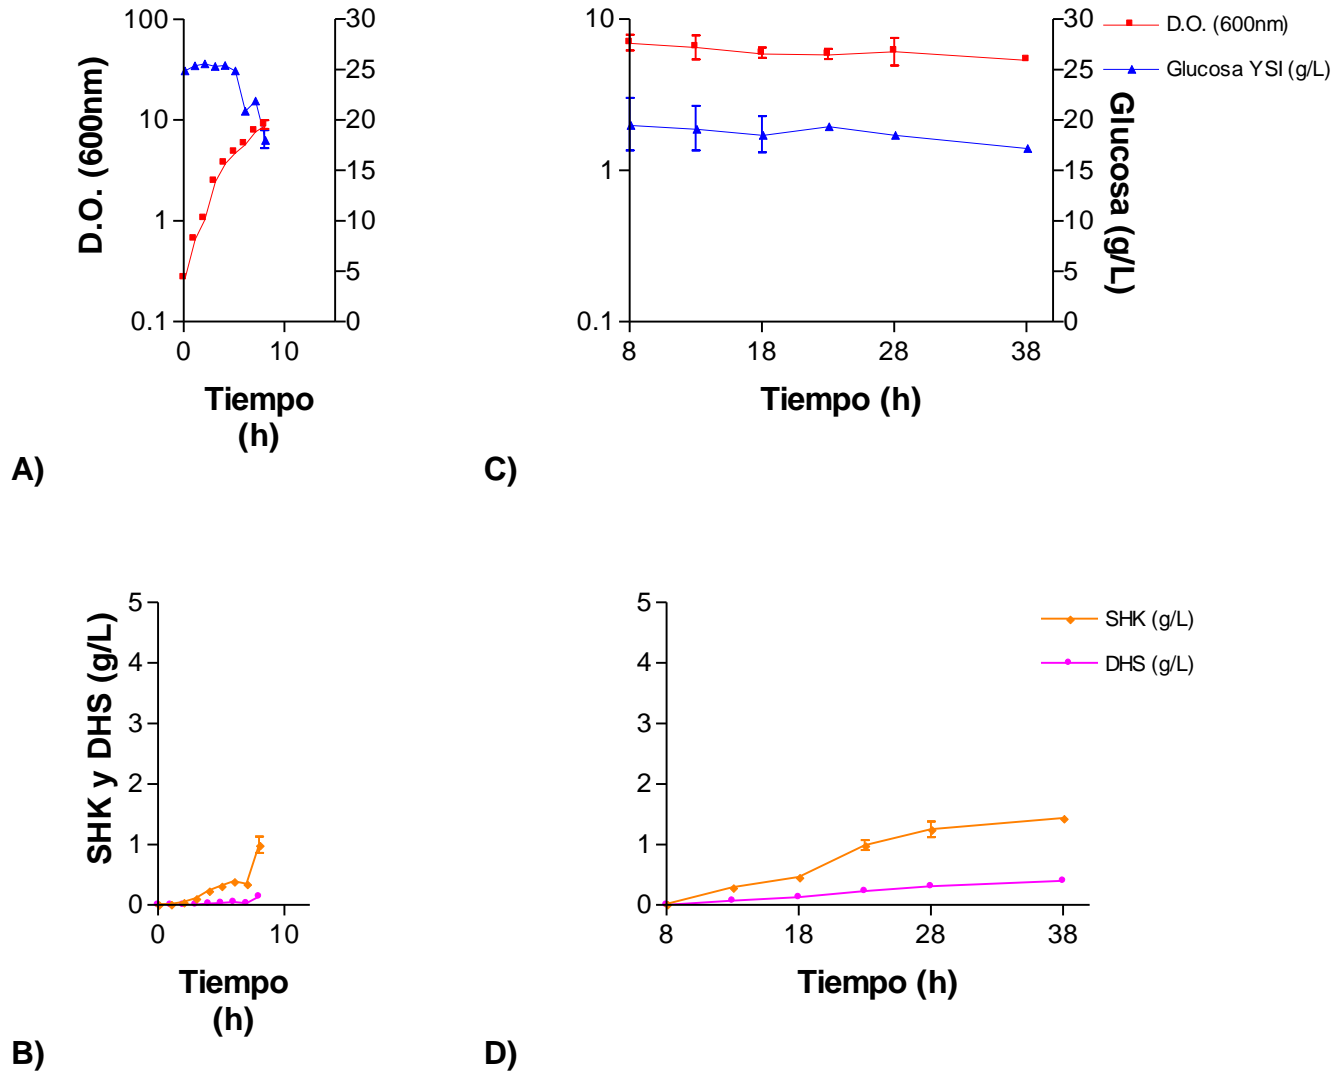 100
10
1
0.1
D.O. (600nm)
30
25
20
15
10
5
0
0
10
Tiempo
(h)
A)
10
1
0.1
30
25
20
15
10
5
0
Glucosa (g/L)
8
18
28
38
Tiempo (h)
D.O. (600nm)
Glucosa YSI (g/L)
C)
5
4
3
2
1
0
SHK y DHS (g/L)
0
10
Tiempo
(h)
B)
5
4
3
2
1
0
8
18
28
38
Tiempo (h)
SHK (g/L)
DHS (g/L)
D)